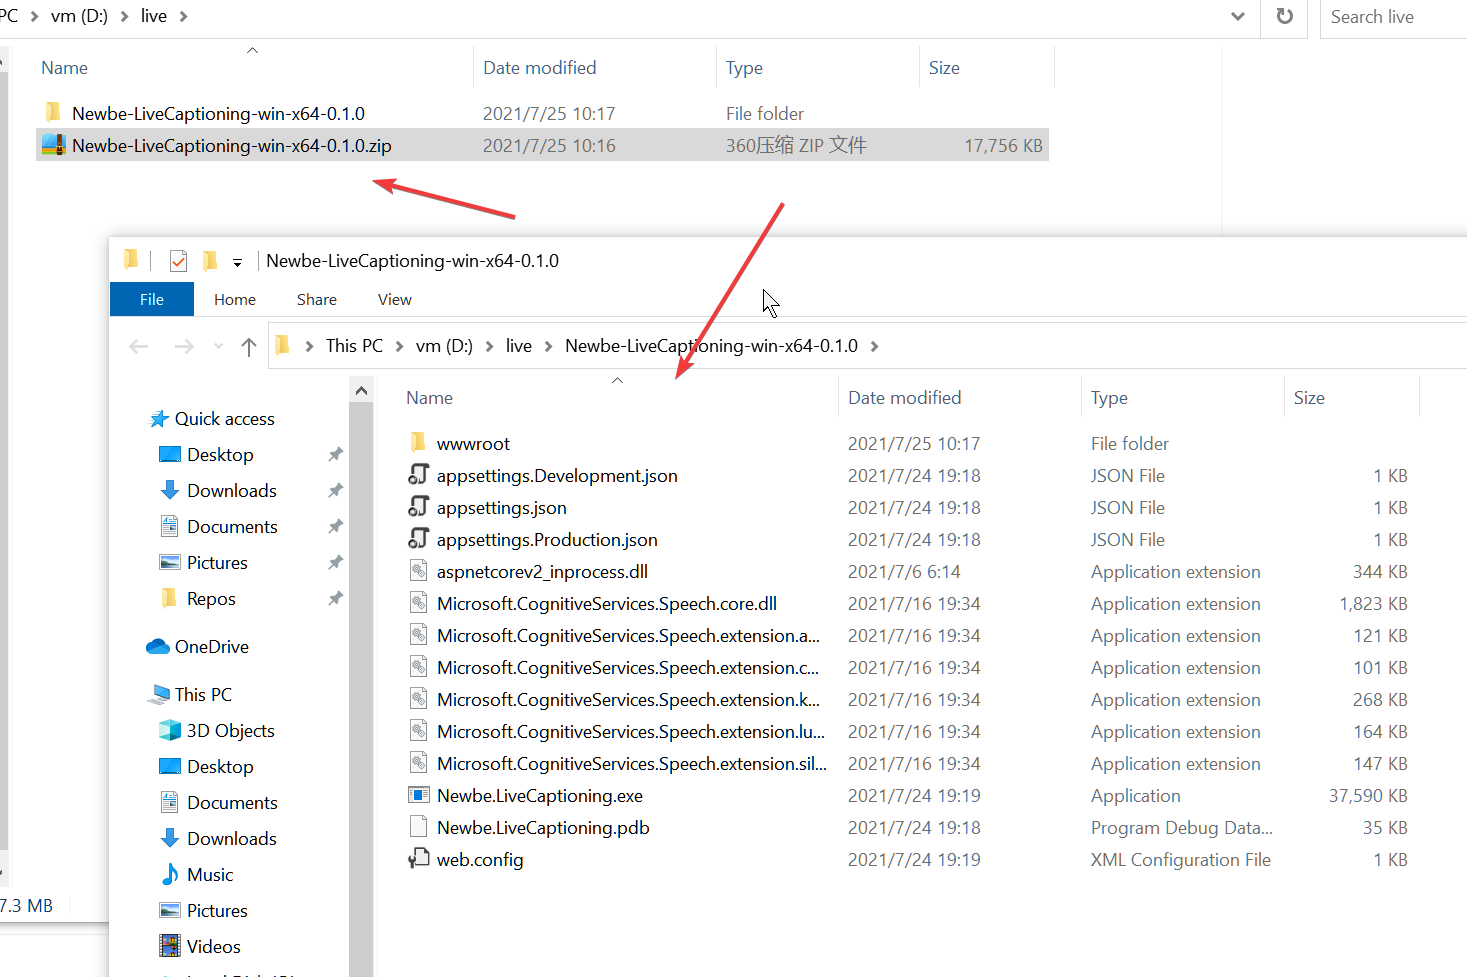 PC > vm (D:) > live >
Search live
Name Date modified Type Size
Newbe-LiveCaptioning-win-x64-0.1.0 2021/7/25 10:17 File folder
Newbe-LiveCaptioning-win-x64-0.1.0.zip 2021/7/25 10:16 360压缩 ZIP 文件 17,756 KB
Newbe-LiveCaptioning-win-x64-0.1.0
File Home Share View
This PC > vm (D:) > live > Newbe-LiveCaptioning-win-x64-0.1.0 >
Name Date modified Type Size
Quick access
Desktop
Downloads
Documents
Pictures
Repos
OneDrive
This PC
3D Objects
Desktop
Documents
Downloads
Music
Pictures
Videos
wwwroot 2021/7/25 10:17 File folder
appsettings.Development.json 2021/7/24 19:18 JSON File 1 KB
appsettings.json 2021/7/24 19:18 JSON File 1 KB
appsettings.Production.json 2021/7/24 19:18 JSON File 1 KB
aspnetcorev2_inprocess.dll 2021/7/6 6:14 Application extension 344 KB
Microsoft.CognitiveServices.Speech.core.dll 2021/7/16 19:34 Application extension 1,823 KB
Microsoft.CognitiveServices.Speech.extension.a... 2021/7/16 19:34 Application extension 121 KB
Microsoft.CognitiveServices.Speech.extension.c... 2021/7/16 19:34 Application extension 101 KB
Microsoft.CognitiveServices.Speech.extension.k... 2021/7/16 19:34 Application extension 268 KB
Microsoft.CognitiveServices.Speech.extension.lu... 2021/7/16 19:34 Application extension 164 KB
Microsoft.CognitiveServices.Speech.extension.sil... 2021/7/16 19:34 Application extension 147 KB
Newbe.LiveCaptioning.exe 2021/7/24 19:19 Application 37,590 KB
Newbe.LiveCaptioning.pdb 2021/7/24 19:18 Program Debug Data... 35 KB
web.config 2021/7/24 19:19 XML Configuration File 1 KB
7.3 MB